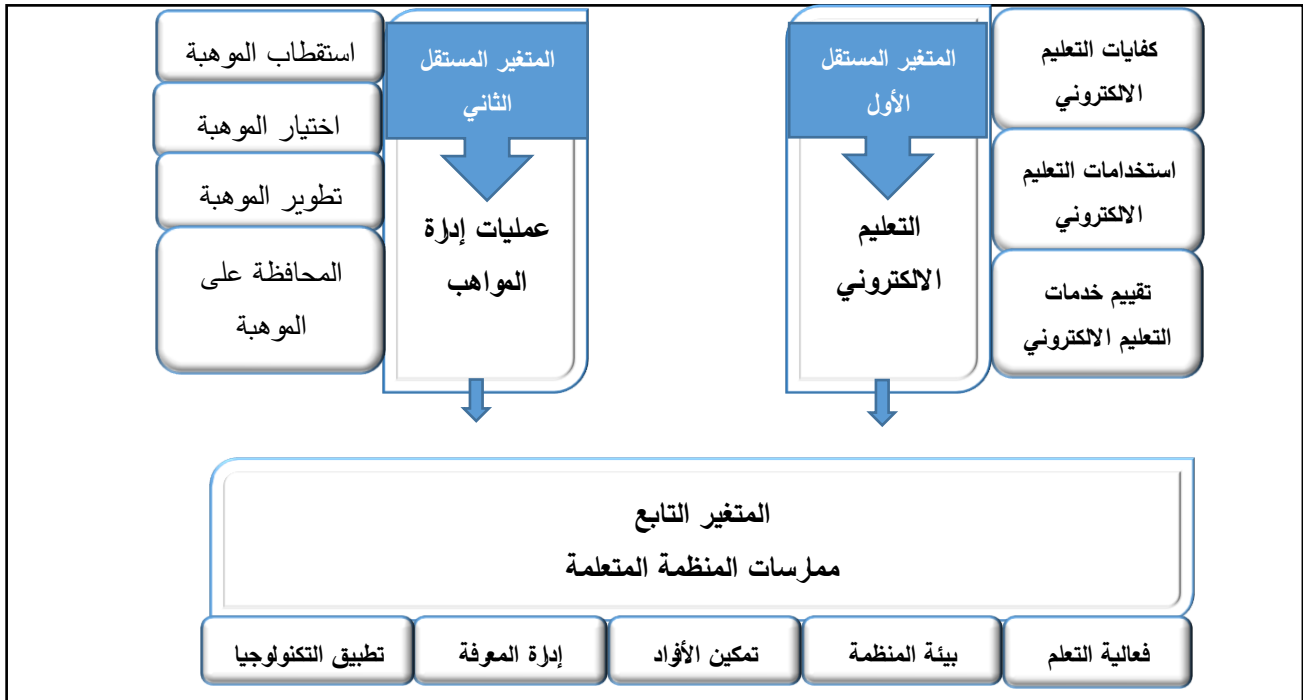 المتغير المستقل
الأول
التعليم
الالكتروني
كفايات التعليم
الالكتروني
استخدامات التعليم
الالكتروني
تقييم خدمات
التعليم الالكتروني
المتغير المستقل
الثاني
عمليات إدارة
المواهب
استقطاب الموهبة
اختيار الموهبة
تطوير الموهبة
المحافظة على
الموهبة
المتغير التابع
ممارسات المنظمة المتعلمة
فعالية التعلم
بيئة المنظمة
تمكين الأفراد
إدارة المعرفة
تطبيق التكنولوجيا